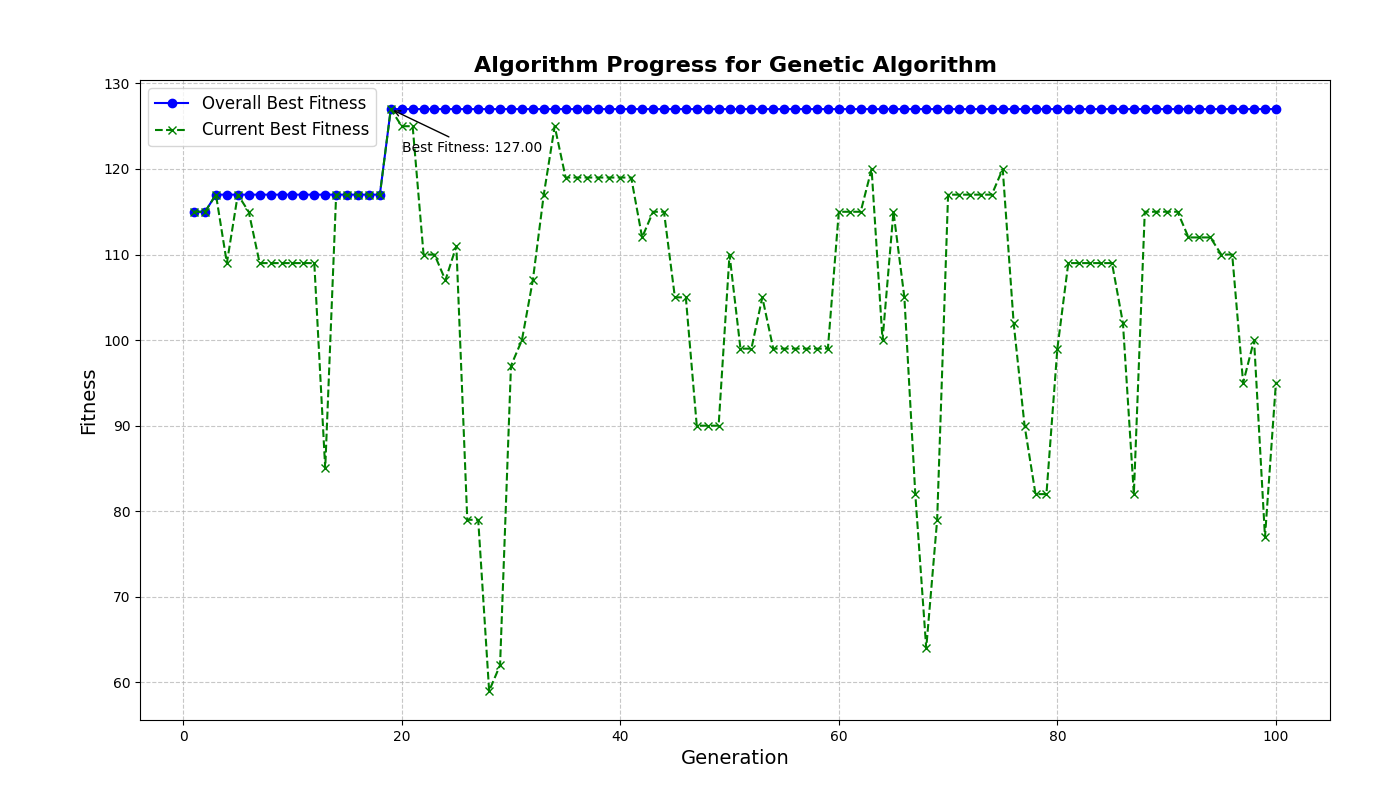 Algorithm Progress for Genetic Algorithm
130
120
110
100
90
80
70
60
Fitness
Overall Best Fitness
Current Best Fitness
Best Fitness: 127.00
0 20 40 60 80 100
Generation